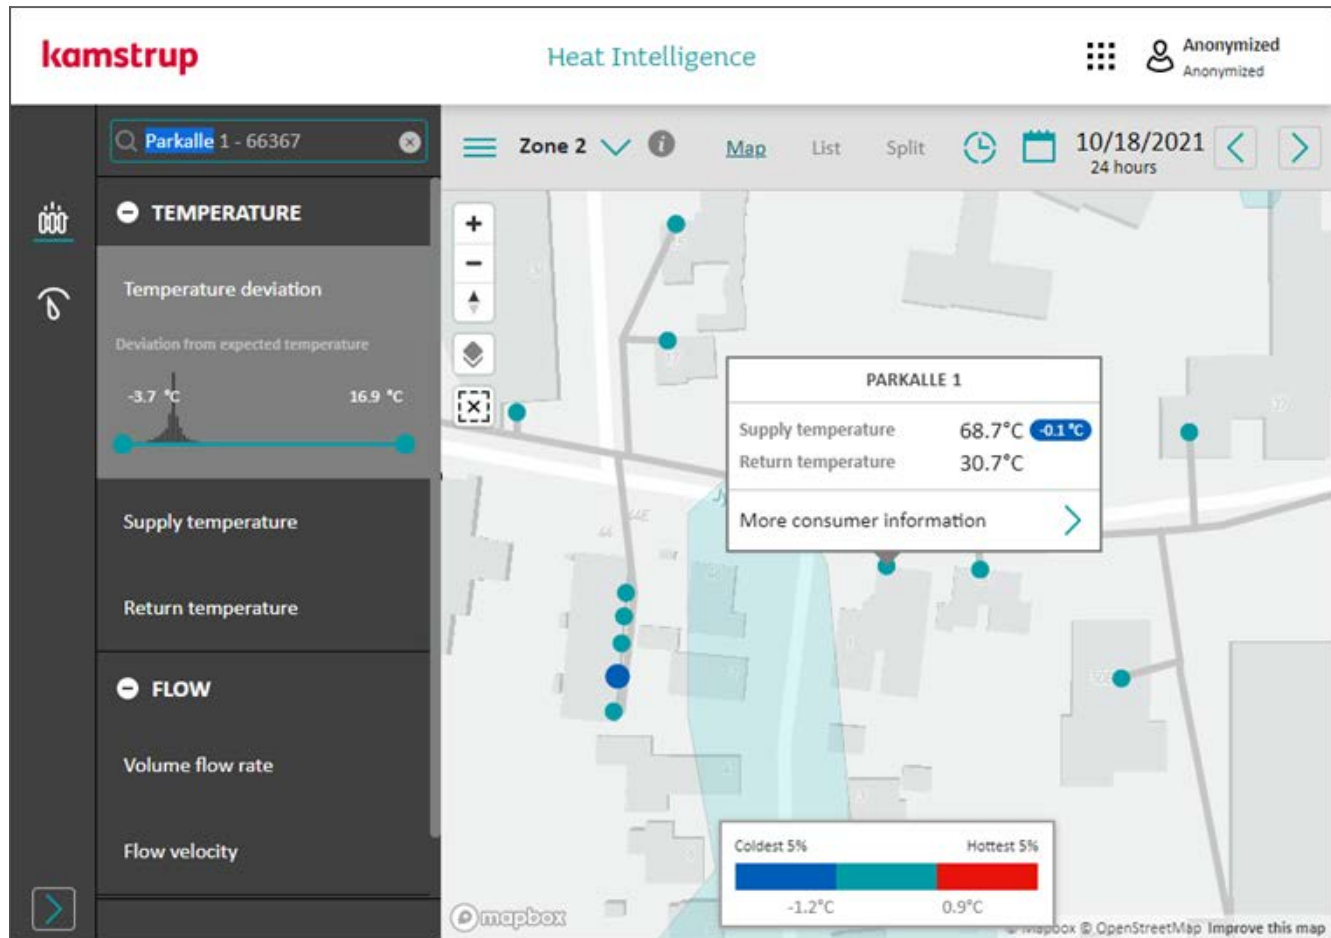 kamstrup
Heat Intelligence
Anonymized
Anonymized
Parkalle 1 - 66367
Zone 2
i
Map
List
Split
10/18/2021
24 hours
TEMPERATURE
Temperature deviation
Deviation from expected temperature
-3.7 °C
16.9 °C
Supply temperature
Return temperature
FLOW
Volume flow rate
Flow velocity
PARKALLE 1
Supply temperature 68.7°C -0.1 °C
Return temperature 30.7°C
More consumer information
44
44E
Coldest 5% Hottest 5%
-1.2°C 0.9°C
mapbox
© Mapbox © OpenStreetMap Improve this map